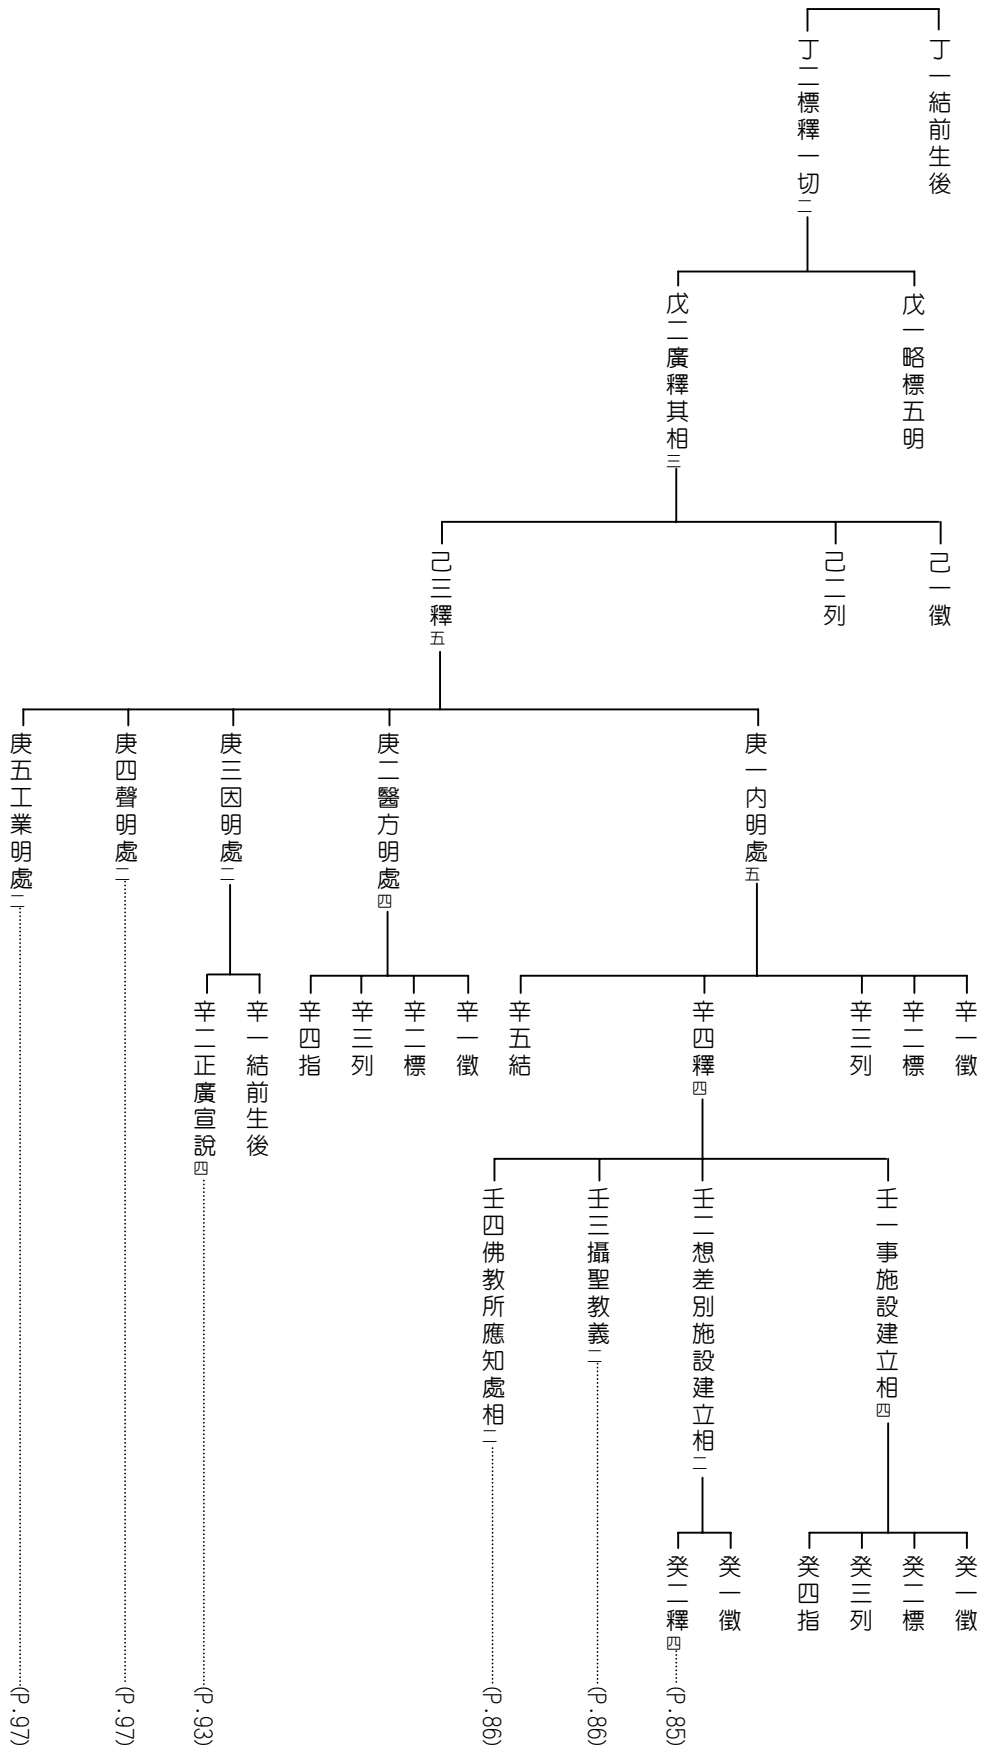 丁一結前生後
丁二標釋一切二
戊一略標五明
戊二廣釋其相三
己一徵
己二列
己三釋五
庚一內明處五
辛一徵
辛二標
辛三列
辛四釋四
壬一事施設建立相四
癸一徵
癸二標
癸三列
癸四指
壬二想差別施設建立相二
癸一徵
癸二釋四(P.85)
壬三攝聖教義二(P.86)
壬四佛教所應知處相二(P.86)
辛五結
庚二醫方明處四
辛一徵
辛二標
辛三列
辛四指
庚三因明處二
辛一結前生後
辛二正廣宣說四(P.93)
庚四聲明處二(P.97)
庚五工業明處二(P.97)